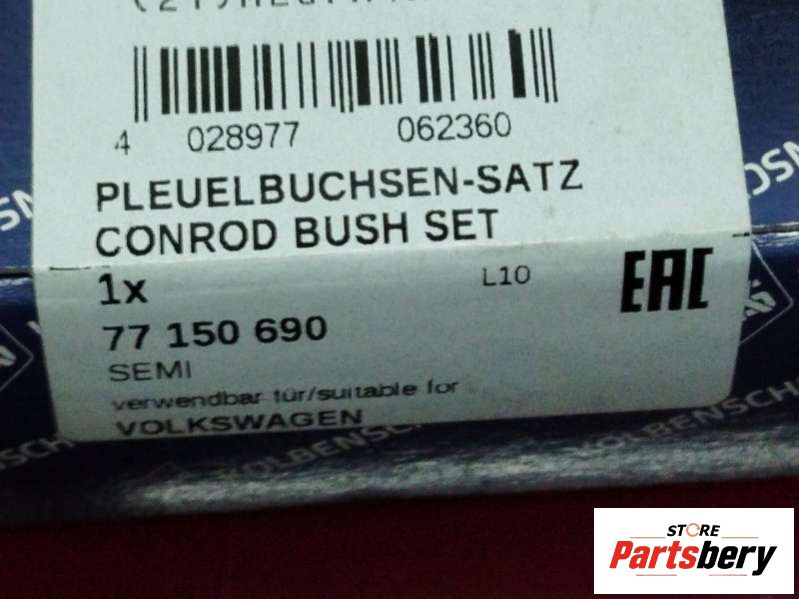 4 028977 062360
PLEUELBUCHSEN-SATZ
CONROD BUSH SET
1x L10 EAC
77 150 690
SEMI
verwendbar für/suitable for
VOLKSWAGEN
STORE
Partsbery